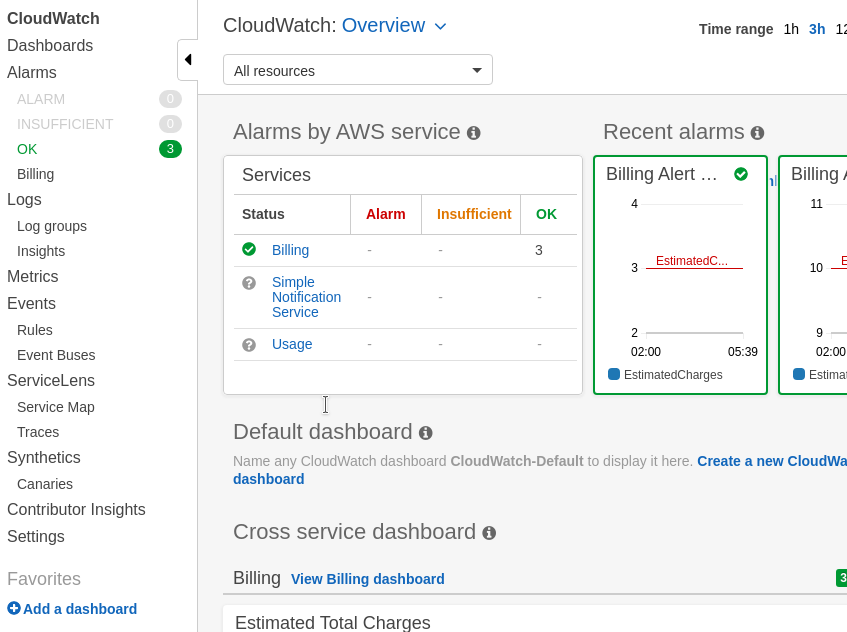 CloudWatch
Dashboards
Alarms
ALARM 0
INSUFFICIENT 0
OK 3
Billing
Logs
Log groups
Insights
Metrics
Events
Rules
Event Buses
ServiceLens
Service Map
Traces
Synthetics
Canaries
Contributor Insights
Settings
Favorites
Add a dashboard
CloudWatch: Overview
Time range 1h 3h 12
All resources
Alarms by AWS service
Services
Status Alarm Insufficient OK
Billing - - 3
Simple
Notification
Service - - -
Usage - - -
Recent alarms
Billing Alert ...
4
EstimatedC...
3
2
02:00 05:39
EstimatedCharges
Billing A
11
E
10
9
02:00
Estimat
Default dashboard
Name any CloudWatch dashboard CloudWatch-Default to display it here. Create a new CloudWa
dashboard
Cross service dashboard
Billing View Billing dashboard 3
Estimated Total Charges